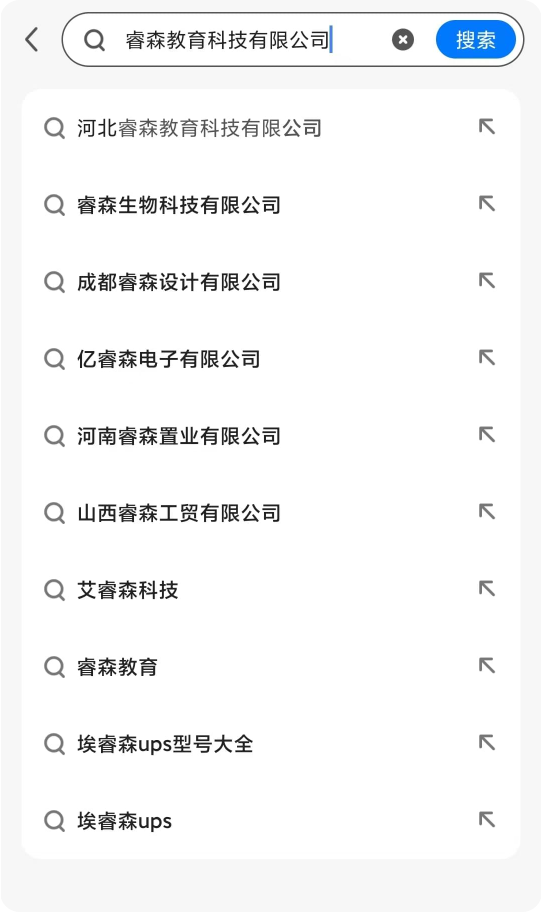 睿森教育科技有限公司
搜索
河北睿森教育科技有限公司
睿森生物科技有限公司
成都睿森设计有限公司
亿睿森电子有限公司
河南睿森置业有限公司
山西睿森工贸有限公司
艾睿森科技
睿森教育
埃睿森ups型号大全
埃睿森ups